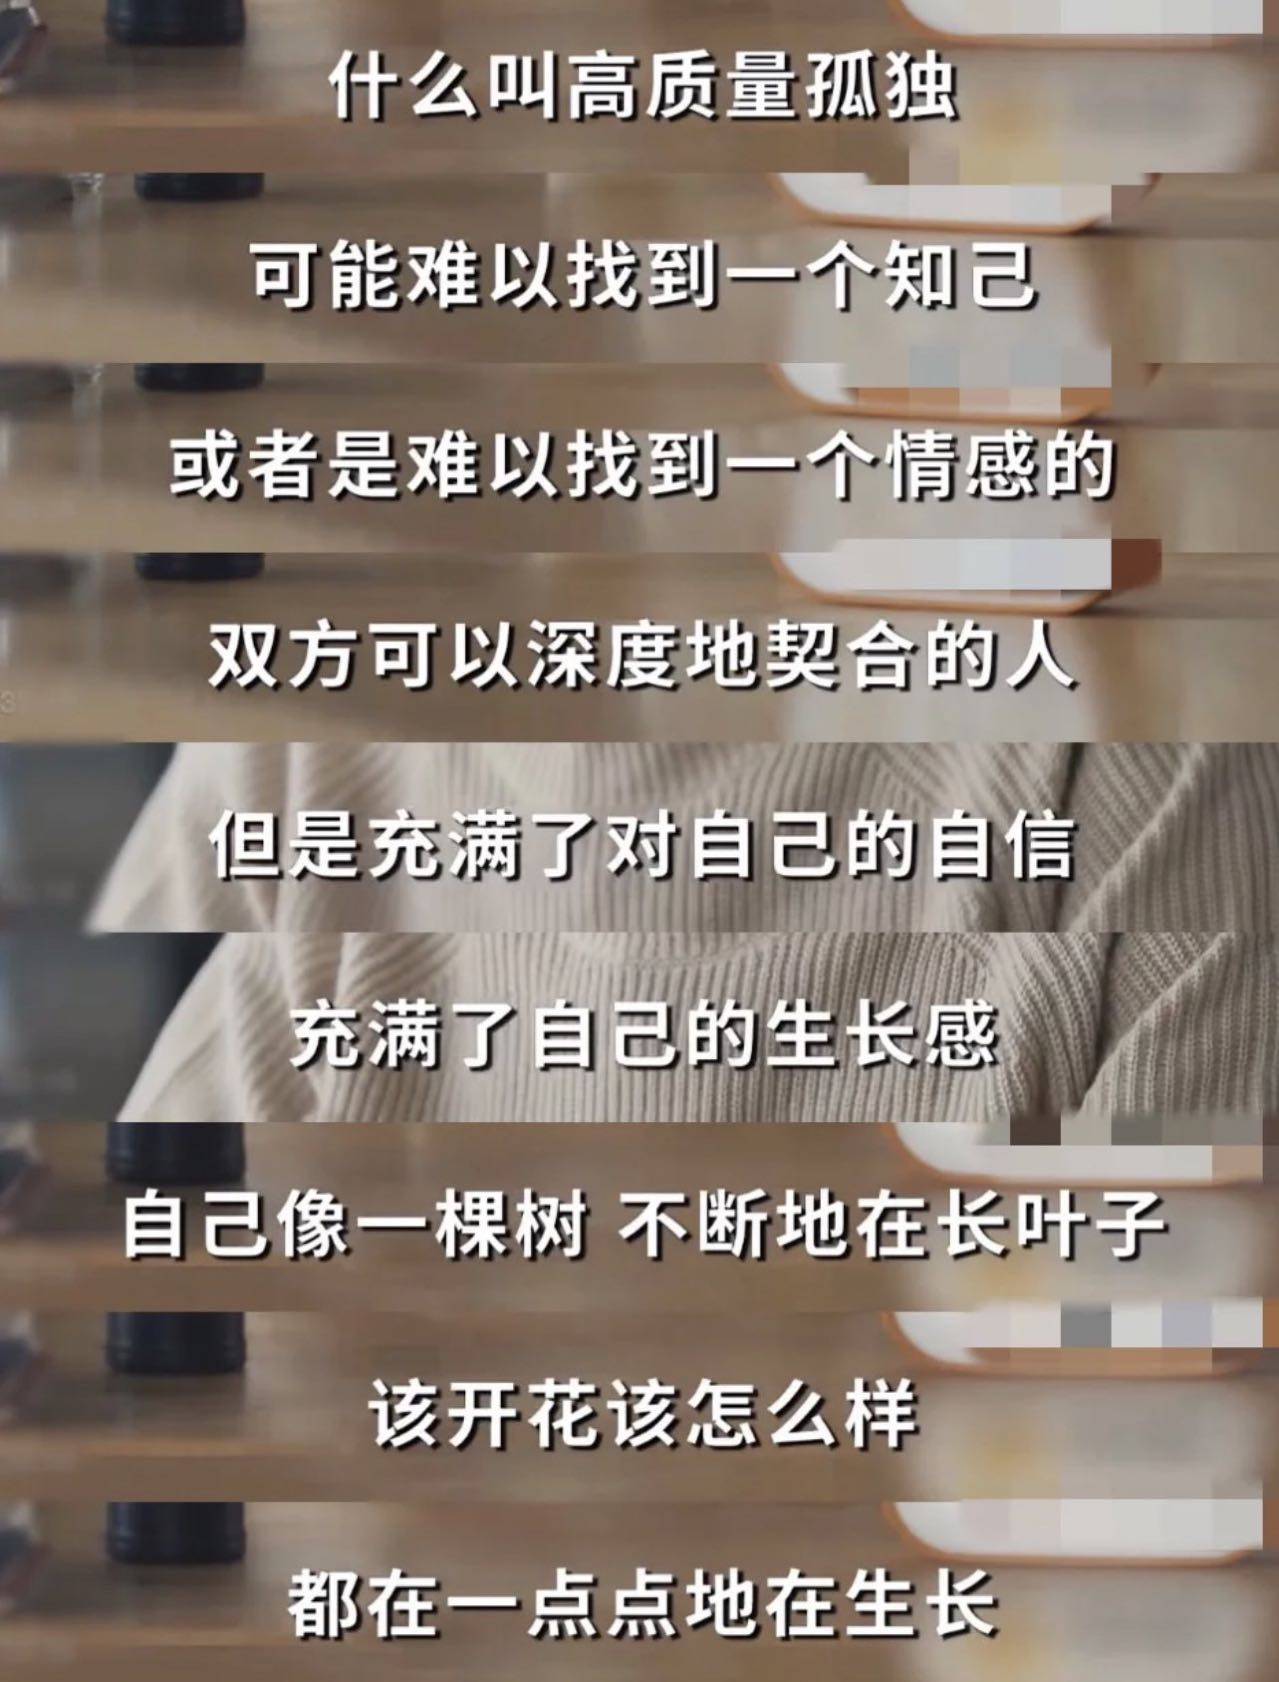 什么叫高质量孤独
可能难以找到一个知己
或者是难以找到一个情感的
双方可以深度地契合的人
但是充满了对自己的自信
充满了自己的生长感
自己像一棵树 不断地在长叶子
该开花该怎么样
都在一点点地在生长